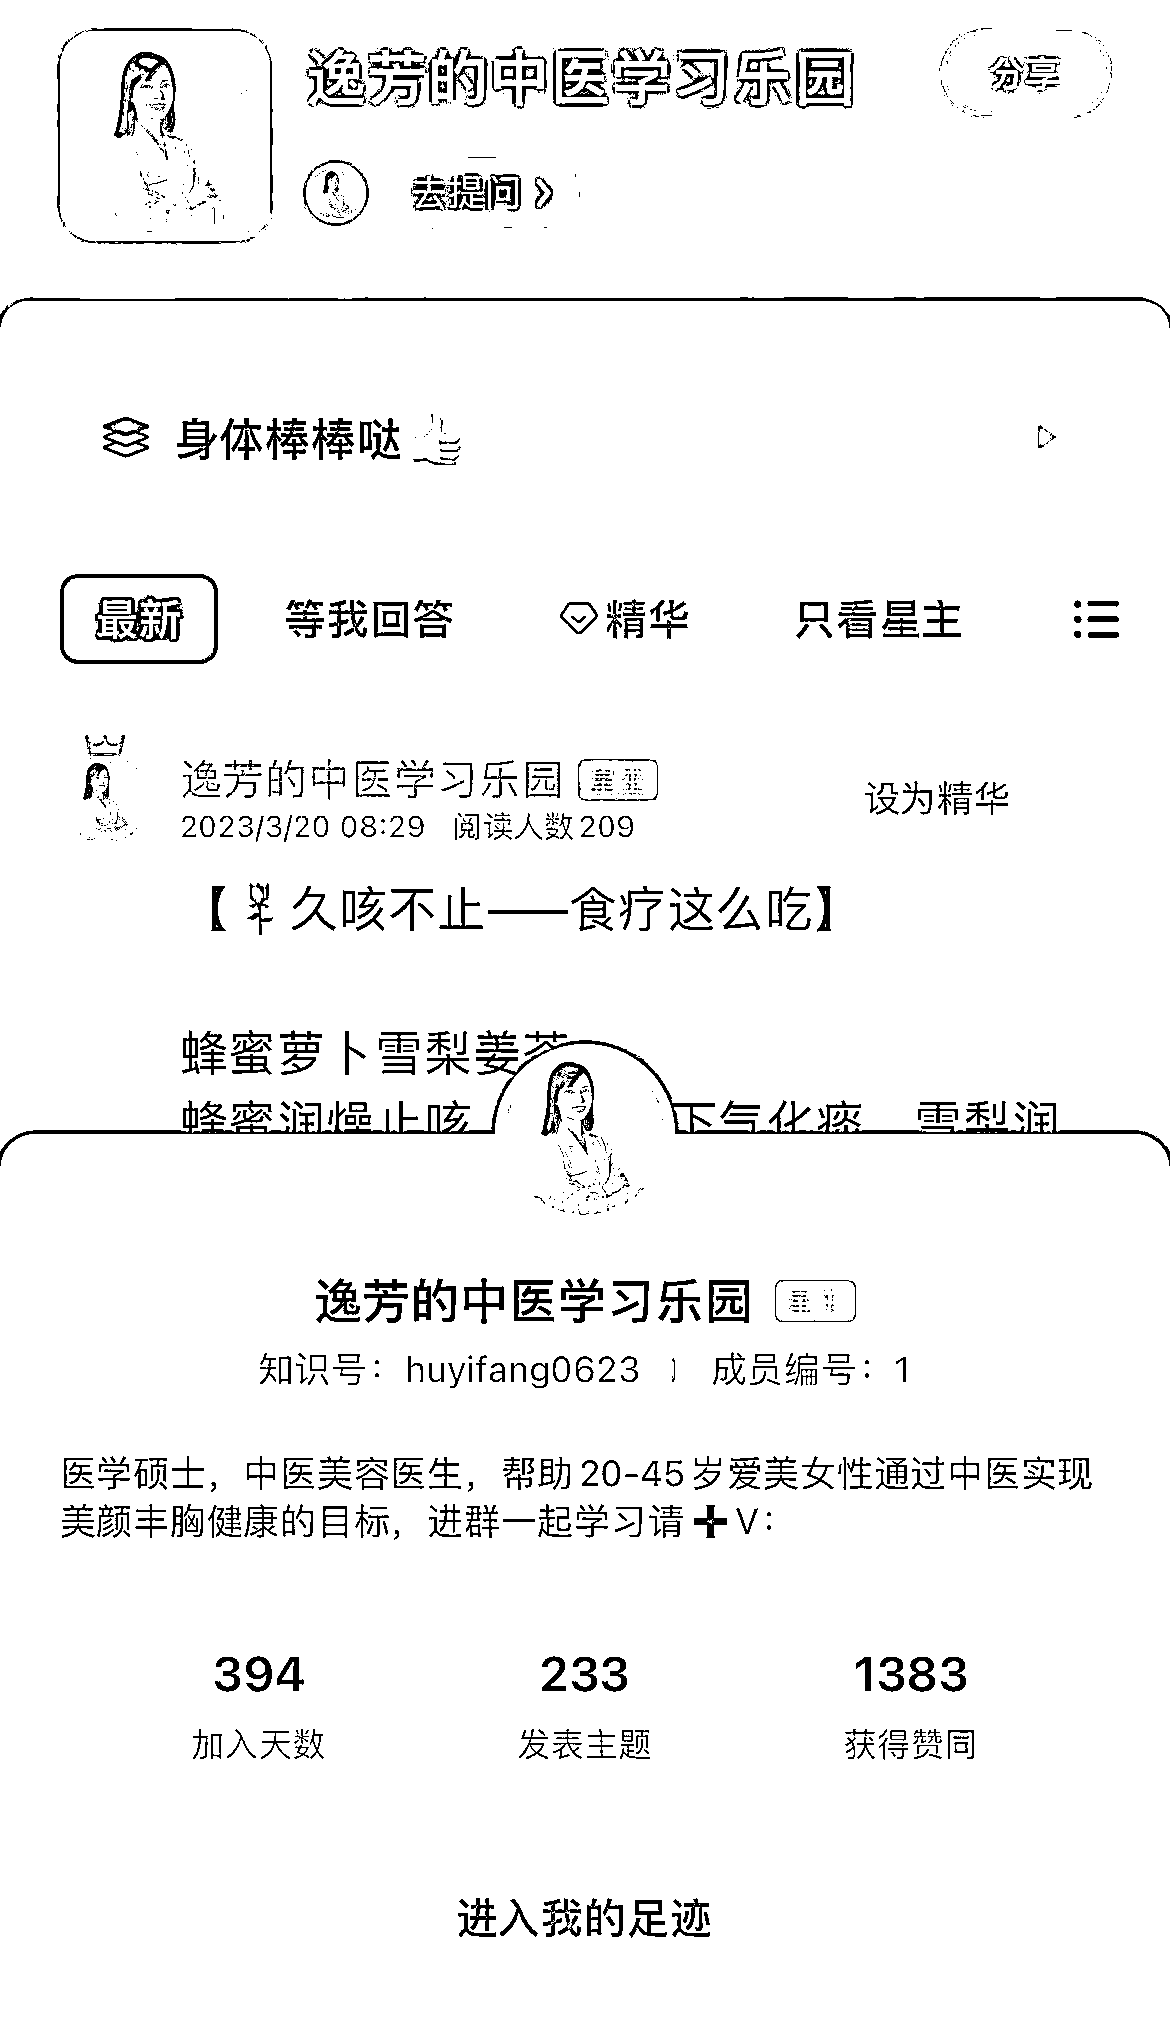 逸芳的中医学习乐园
分享
去提问
身体棒棒哒
最新 等我回答 精华 只看星主
逸芳的中医学习乐园 星主
设为精华
2023/3/20 08:29 阅读人数209
【🌷久咳不止——食疗这么吃】
蜂蜜萝卜雪梨姜茶
蜂蜜润燥止咳 下气化痰 雪梨润
逸芳的中医学习乐园
知识号：huyifang0623 | 成员编号：1
医学硕士，中医美容医生，帮助20-45岁爱美女性通过中医实现
美颜丰胸健康的目标，进群一起学习请➕V：
394 233 1383
加入天数 发表主题 获得赞同
进入我的足迹